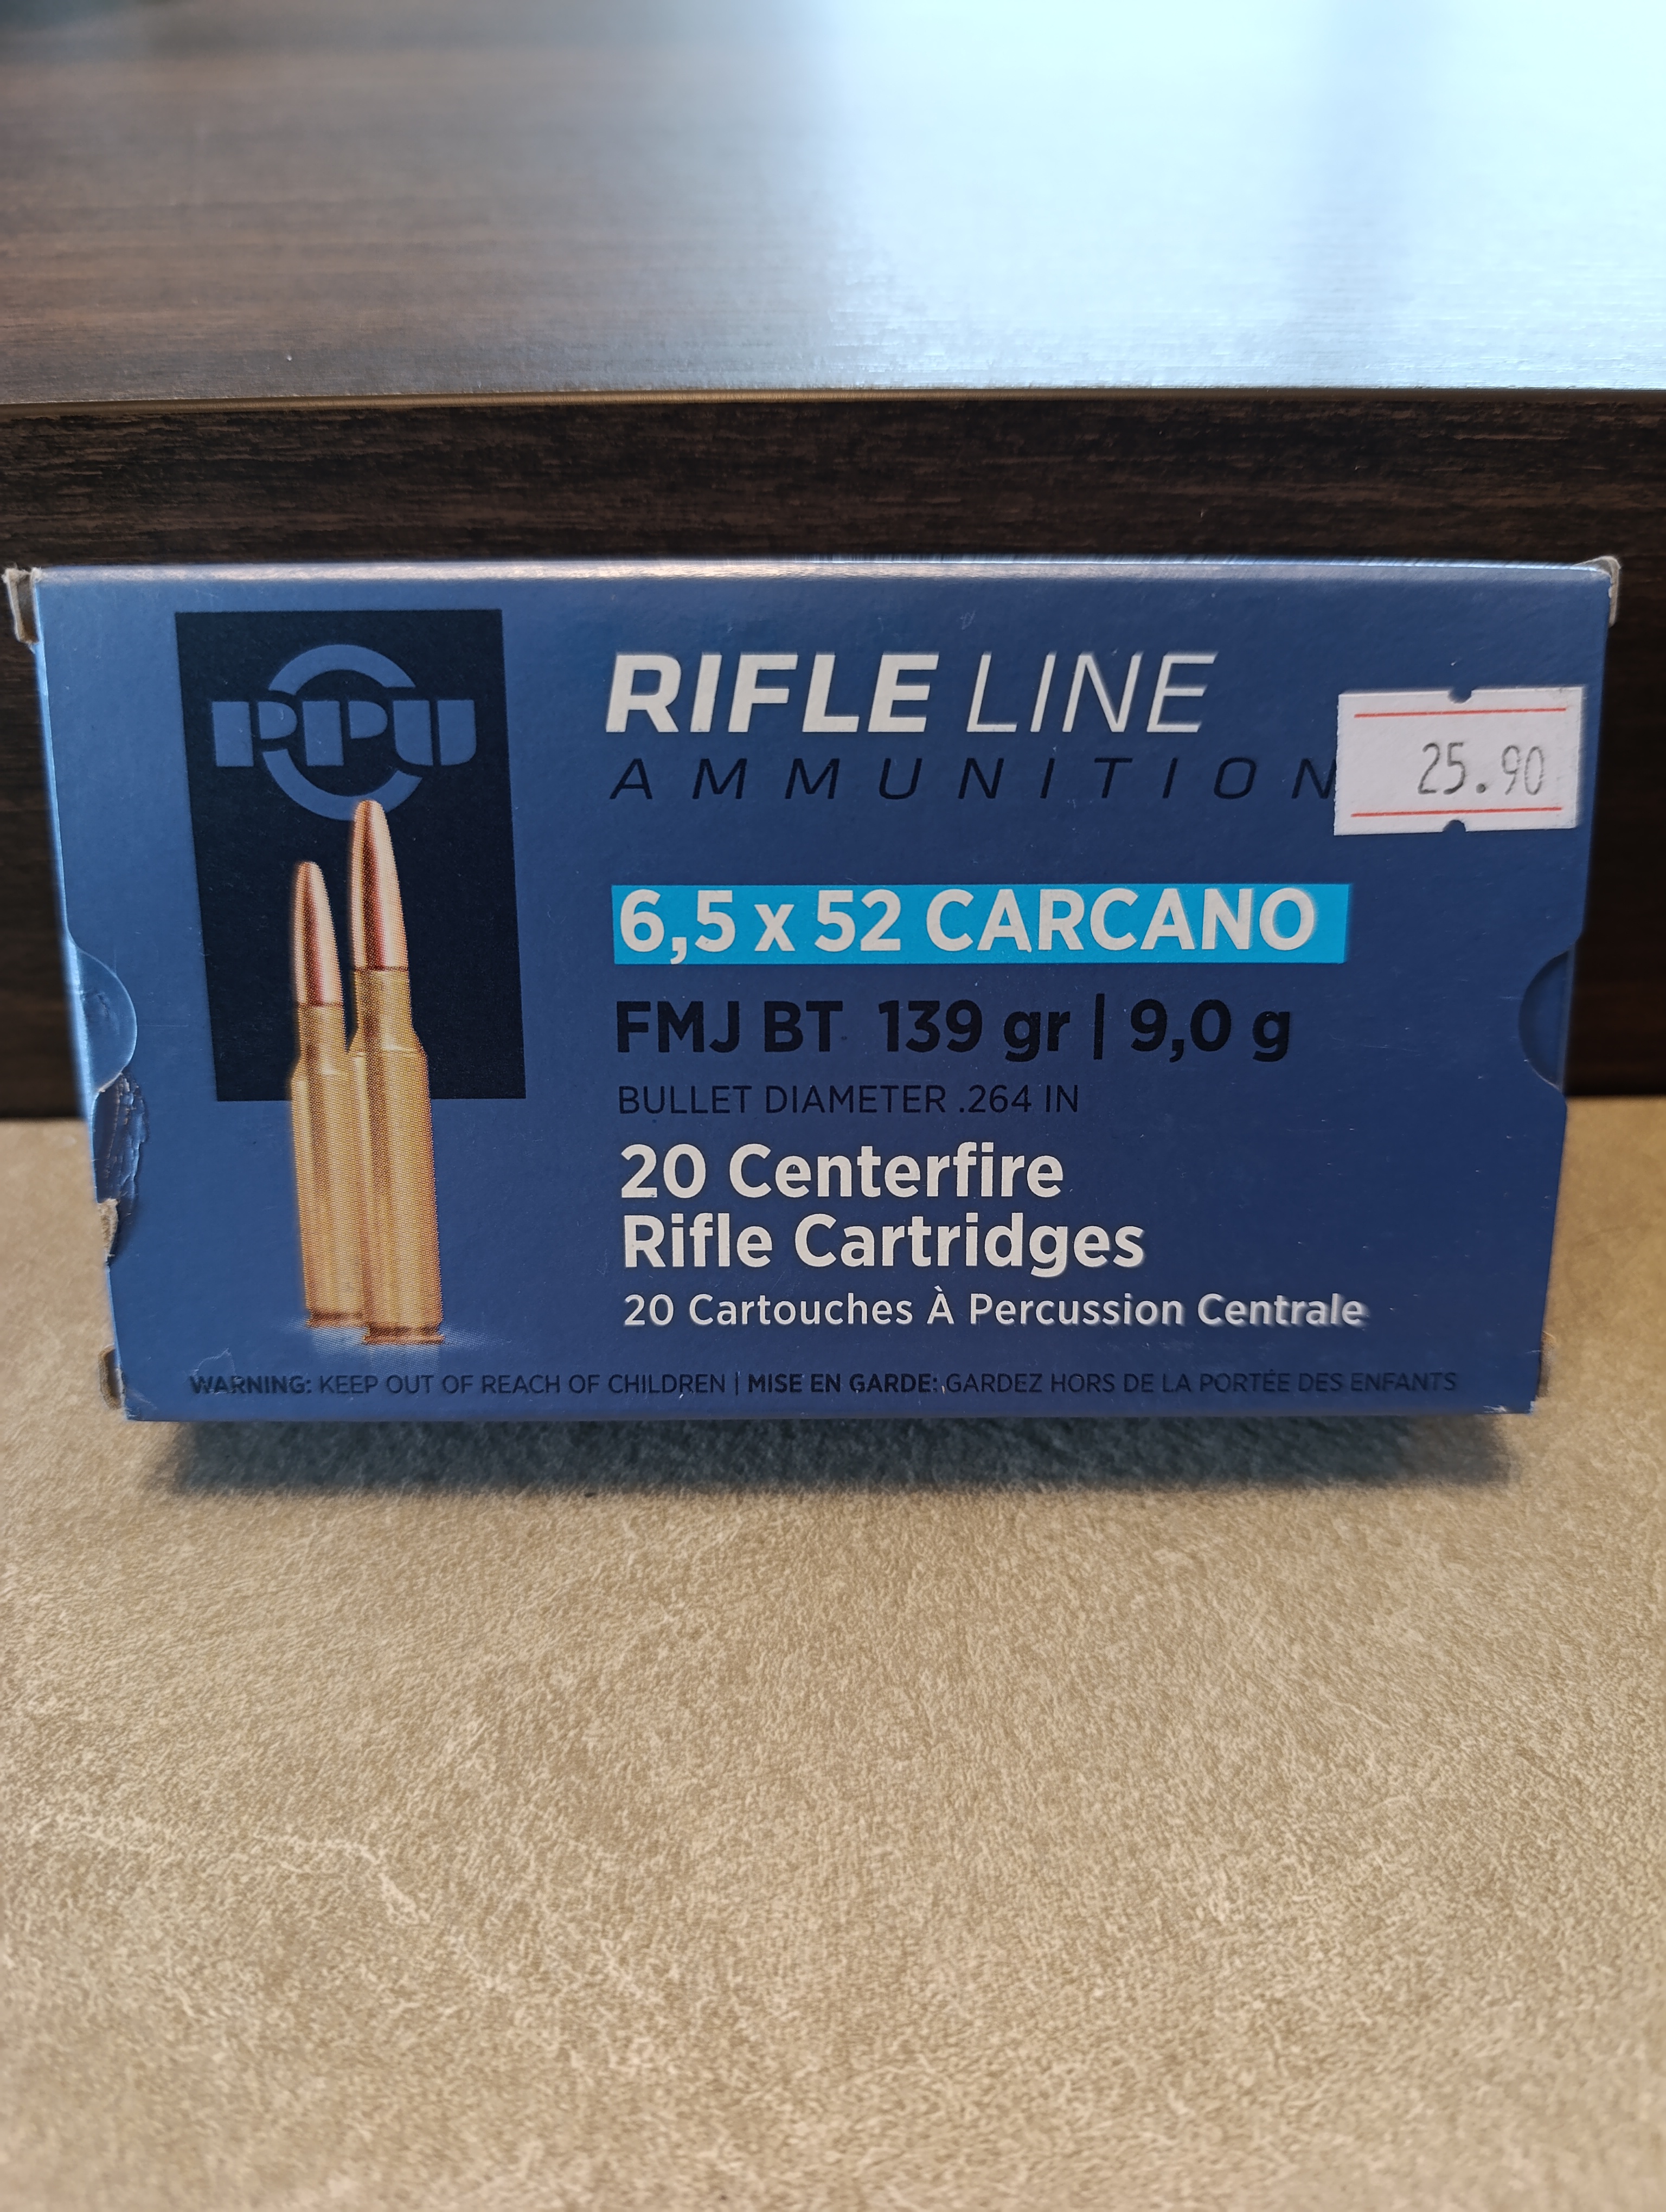 PPU
RIFLE LINE
AMMUNITION
25.90
6,5 x 52 CARCANO
FMJ BT 139 gr | 9,0 g
BULLET DIAMETER .264 IN
20 Centerfire
Rifle Cartridges
20 Cartouches À Percussion Centrale
WARNING: KEEP OUT OF REACH OF CHILDREN | MISE EN GARDE: GARDEZ HORS DE LA PORTÉE DES ENFANTS